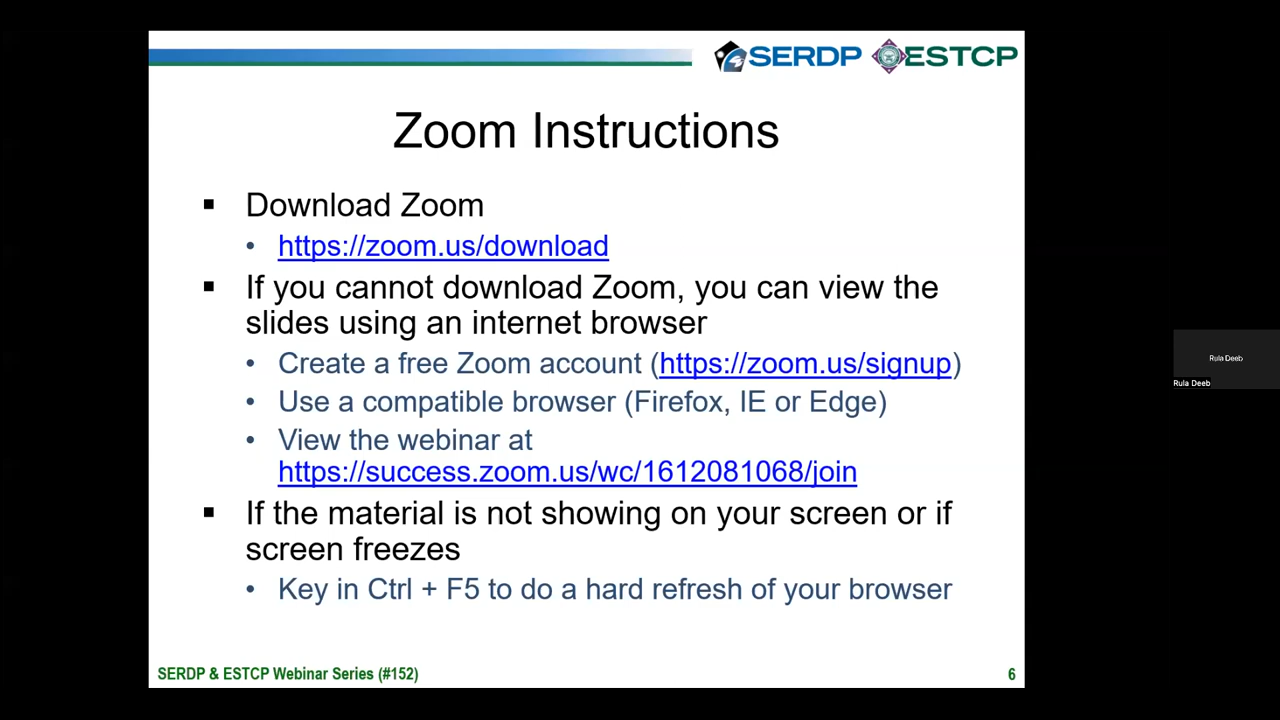 SERDP ESTCP
Zoom Instructions
▪ Download Zoom
• https://zoom.us/download
▪ If you cannot download Zoom, you can view the
slides using an internet browser
• Create a free Zoom account (https://zoom.us/signup)
• Use a compatible browser (Firefox, IE or Edge)
• View the webinar at
https://success.zoom.us/wc/1612081068/join
▪ If the material is not showing on your screen or if
screen freezes
• Key in Ctrl + F5 to do a hard refresh of your browser
SERDP & ESTCP Webinar Series (#152)
6
Rula Deeb
Rula Deeb